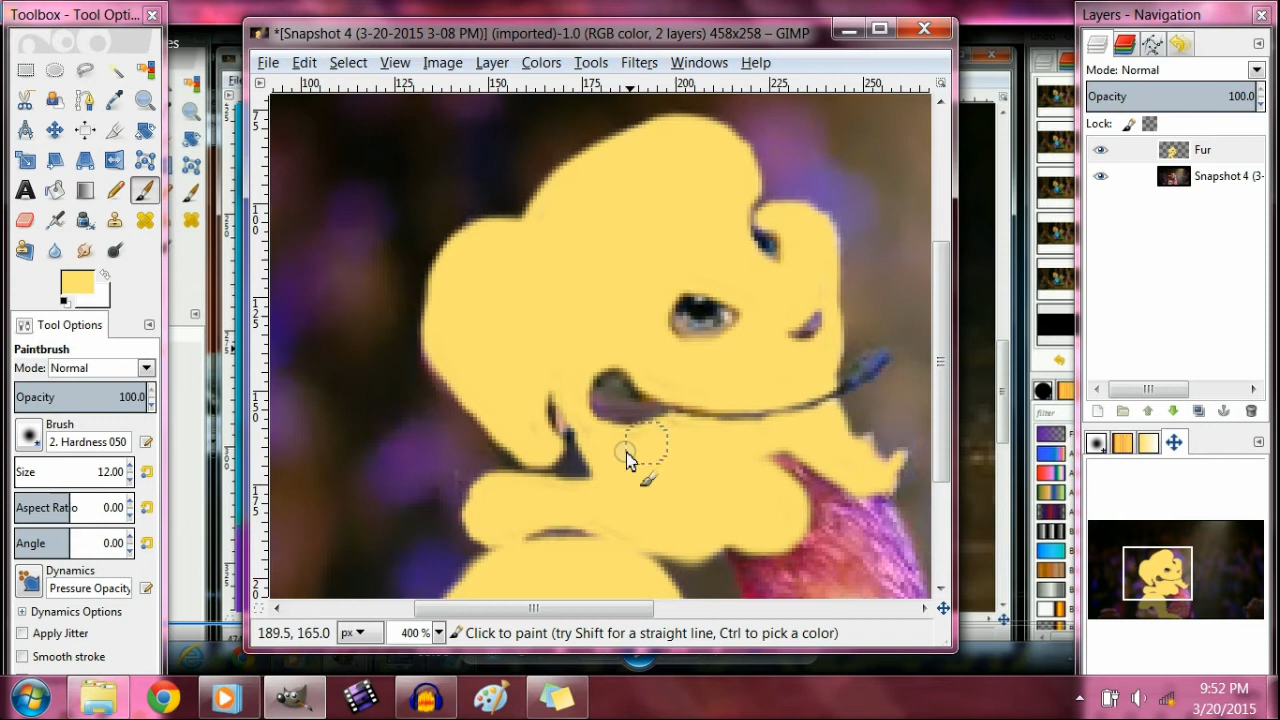 Toolbox - Tool Opti...
*[Snapshot 4 (3-20-2015 3-08 PM)] (imported)-1.0 (RGB color, 2 layers) 458x258 – GIMP
Layers - Navigation
File Edit Select View Image Layer Colors Tools Filters Windows Help
Mode: Normal
Opacity 100.0
Lock:
Fur
Snapshot 4 (3-
100 125 150 175 200 225 250
Tool Options
Paintbrush
Mode: Normal
Opacity 100.0
Brush
2. Hardness 050
Size 12.00
Aspect Ratio 0.00
Angle 0.00
Dynamics
Pressure Opacity
Dynamics Options
Apply Jitter
Smooth stroke
filter
189.5, 165.0 px 400 % Click to paint (try Shift for a straight line, Ctrl to pick a color)
9:52 PM
3/20/2015